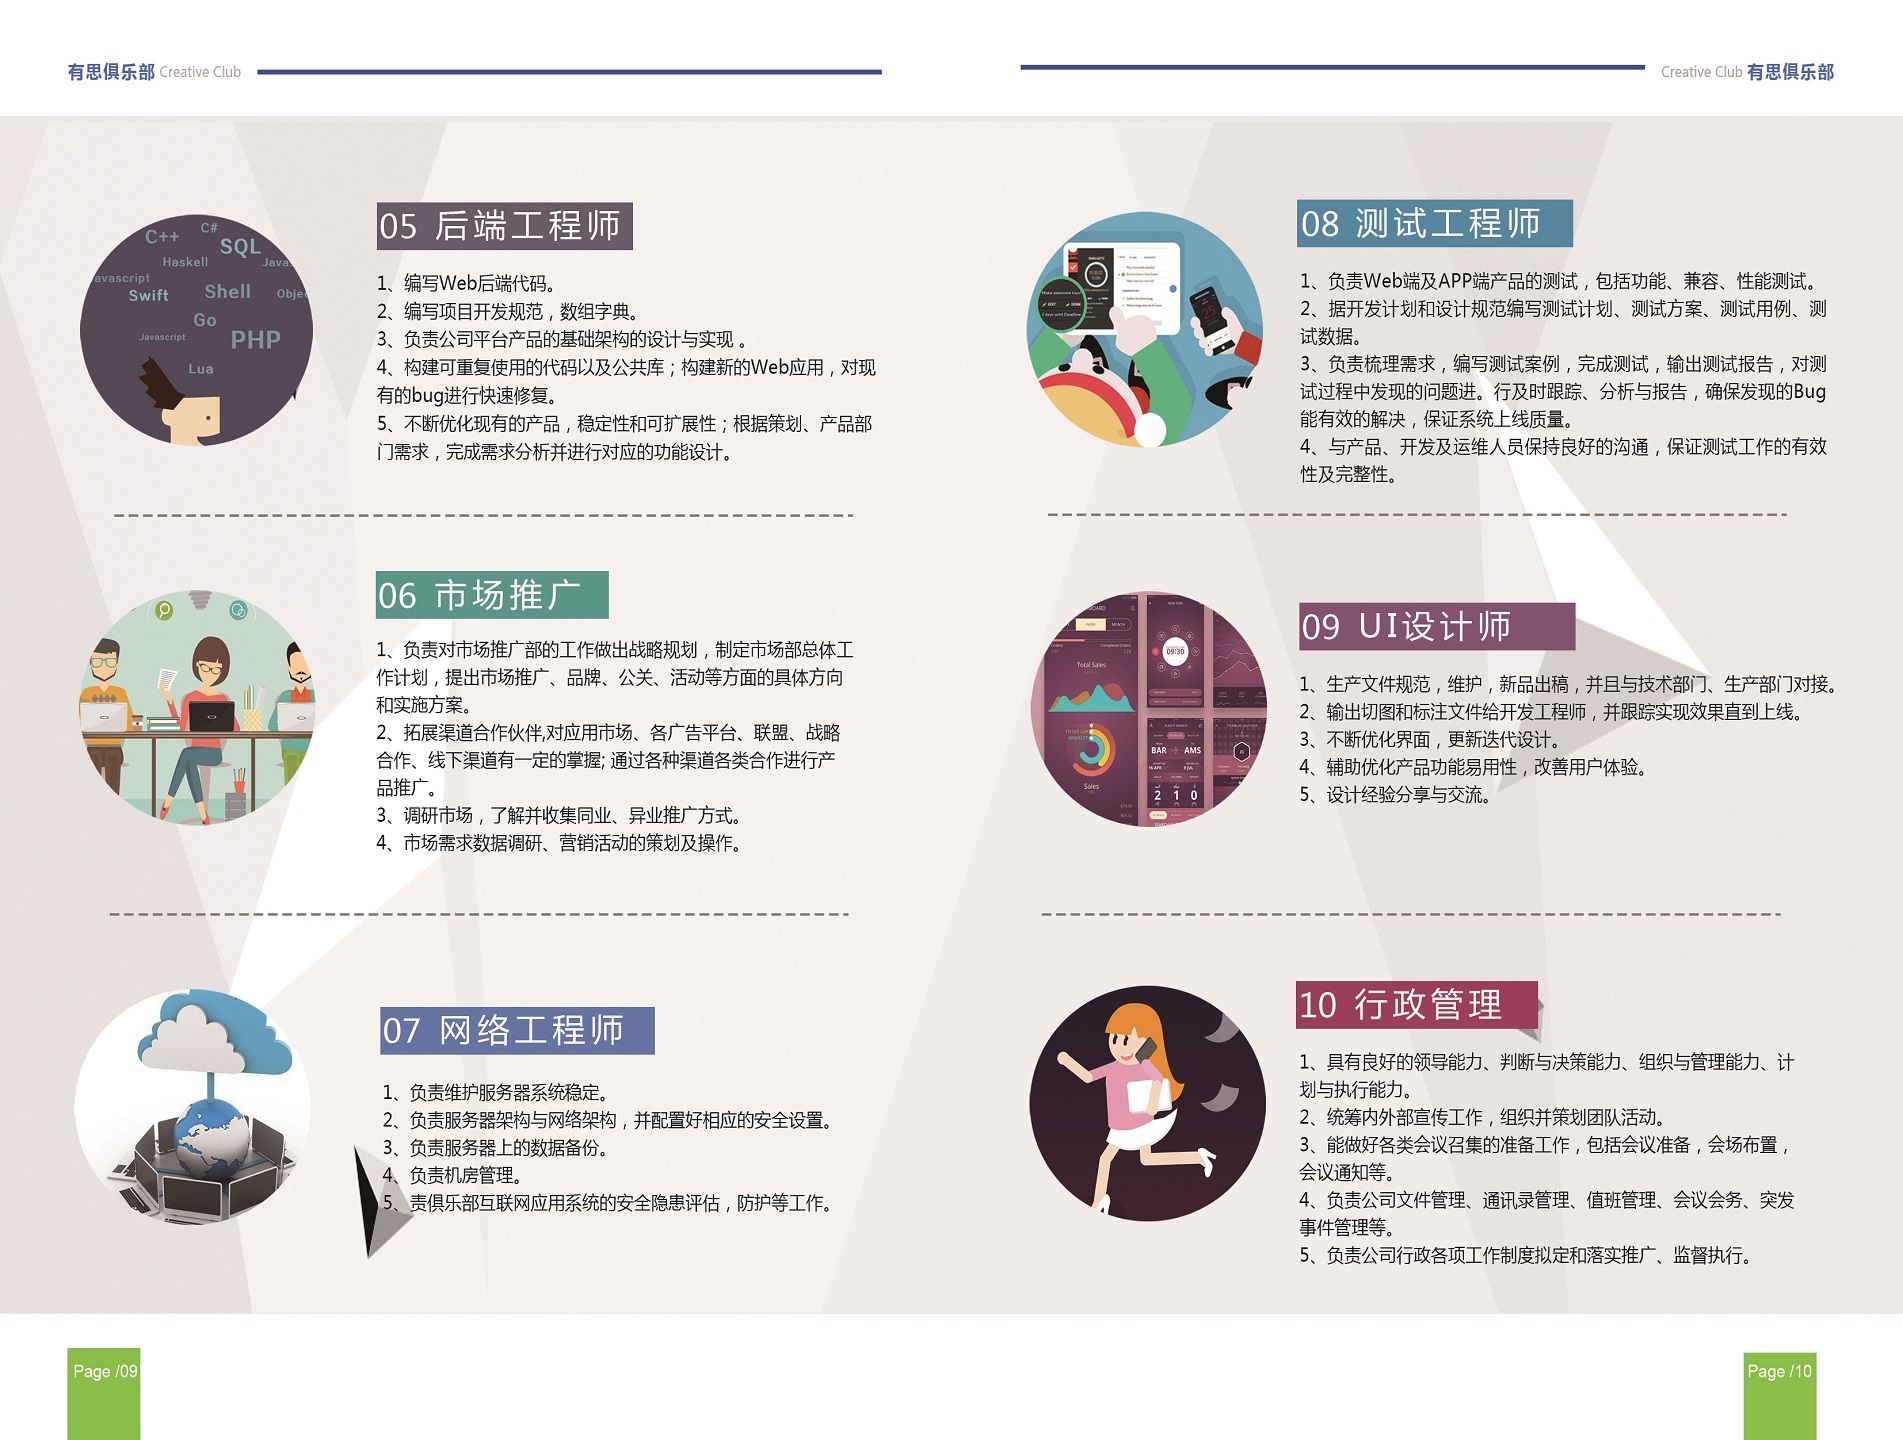 有思俱乐部 Creative Club
Creative Club 有思俱乐部
C++
C#
SQL
Haskell
Javas
avascript
Swift
Shell
Objec
Go
Javascript
PHP
Lua
05 后端工程师
1、编写Web后端代码。
2、编写项目开发规范，数组字典。
3、负责公司平台产品的基础架构的设计与实现 。
4、构建可重复使用的代码以及公共库；构建新的Web应用，对现
有的bug进行快速修复。
5、不断优化现有的产品，稳定性和可扩展性；根据策划、产品部
门需求，完成需求分析并进行对应的功能设计。
06 市场推广
1、负责对市场推广部的工作做出战略规划，制定市场部总体工
作计划，提出市场推广、品牌、公关、活动等方面的具体方向
和实施方案。
2、拓展渠道合作伙伴,对应用市场、各广告平台、联盟、战略
合作、线下渠道有一定的掌握; 通过各种渠道各类合作进行产
品推广。
3、调研市场，了解并收集同业、异业推广方式。
4、市场需求数据调研、营销活动的策划及操作。
07 网络工程师
1、负责维护服务器系统稳定。
2、负责服务器架构与网络架构，并配置好相应的安全设置。
3、负责服务器上的数据备份。
4、负责机房管理。
5、责俱乐部互联网应用系统的安全隐患评估，防护等工作。
08 测试工程师
1、负责Web端及APP端产品的测试，包括功能、兼容、性能测试。
2、据开发计划和设计规范编写测试计划、测试方案、测试用例、测
试数据。
3、负责梳理需求，编写测试案例，完成测试，输出测试报告，对测
试过程中发现的问题进。行及时跟踪、分析与报告，确保发现的Bug
能有效的解决，保证系统上线质量。
4、与产品、开发及运维人员保持良好的沟通，保证测试工作的有效
性及完整性。
Total Sales
09:30
BAR
AMS
Sales
2 1 0
09 UI设计师
1、生产文件规范，维护，新品出稿，并且与技术部门、生产部门对接。
2、输出切图和标注文件给开发工程师，并跟踪实现效果直到上线。
3、不断优化界面，更新迭代设计。
4、辅助优化产品功能易用性，改善用户体验。
5、设计经验分享与交流。
10 行政管理
1、具有良好的领导能力、判断与决策能力、组织与管理能力、计
划与执行能力。
2、统筹内外部宣传工作，组织并策划团队活动。
3、能做好各类会议召集的准备工作，包括会议准备，会场布置，
会议通知等。
4、负责公司文件管理、通讯录管理、值班管理、会议会务、突发
事件管理等。
5、负责公司行政各项工作制度拟定和落实推广、监督执行。
Page /09
Page /10